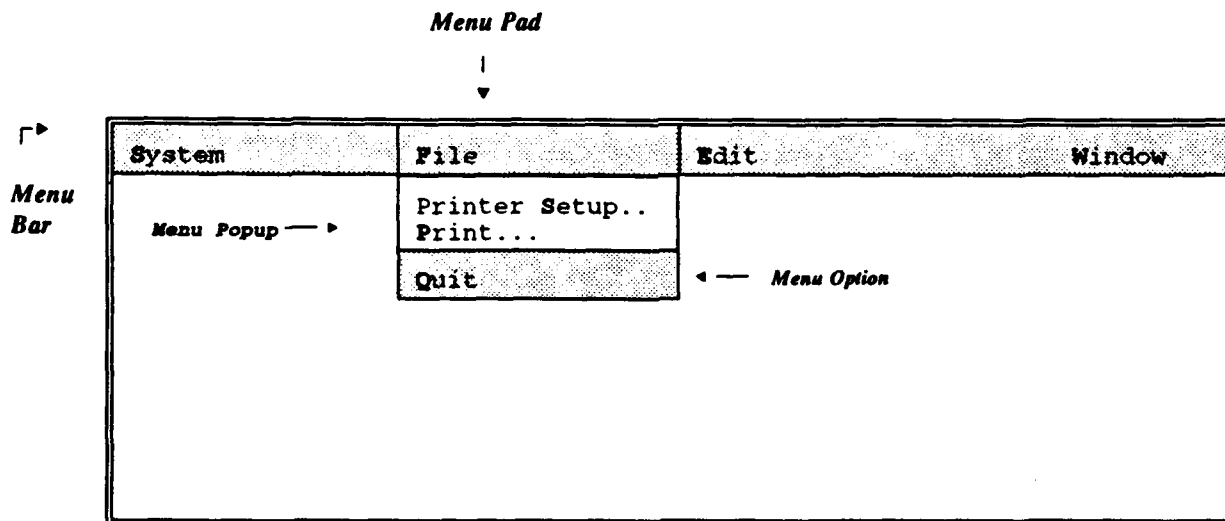 Menu Pad
System File Edit Window
Menu
Bar
Printer Setup..
Menu Popup
Print...
Quit
Menu Option